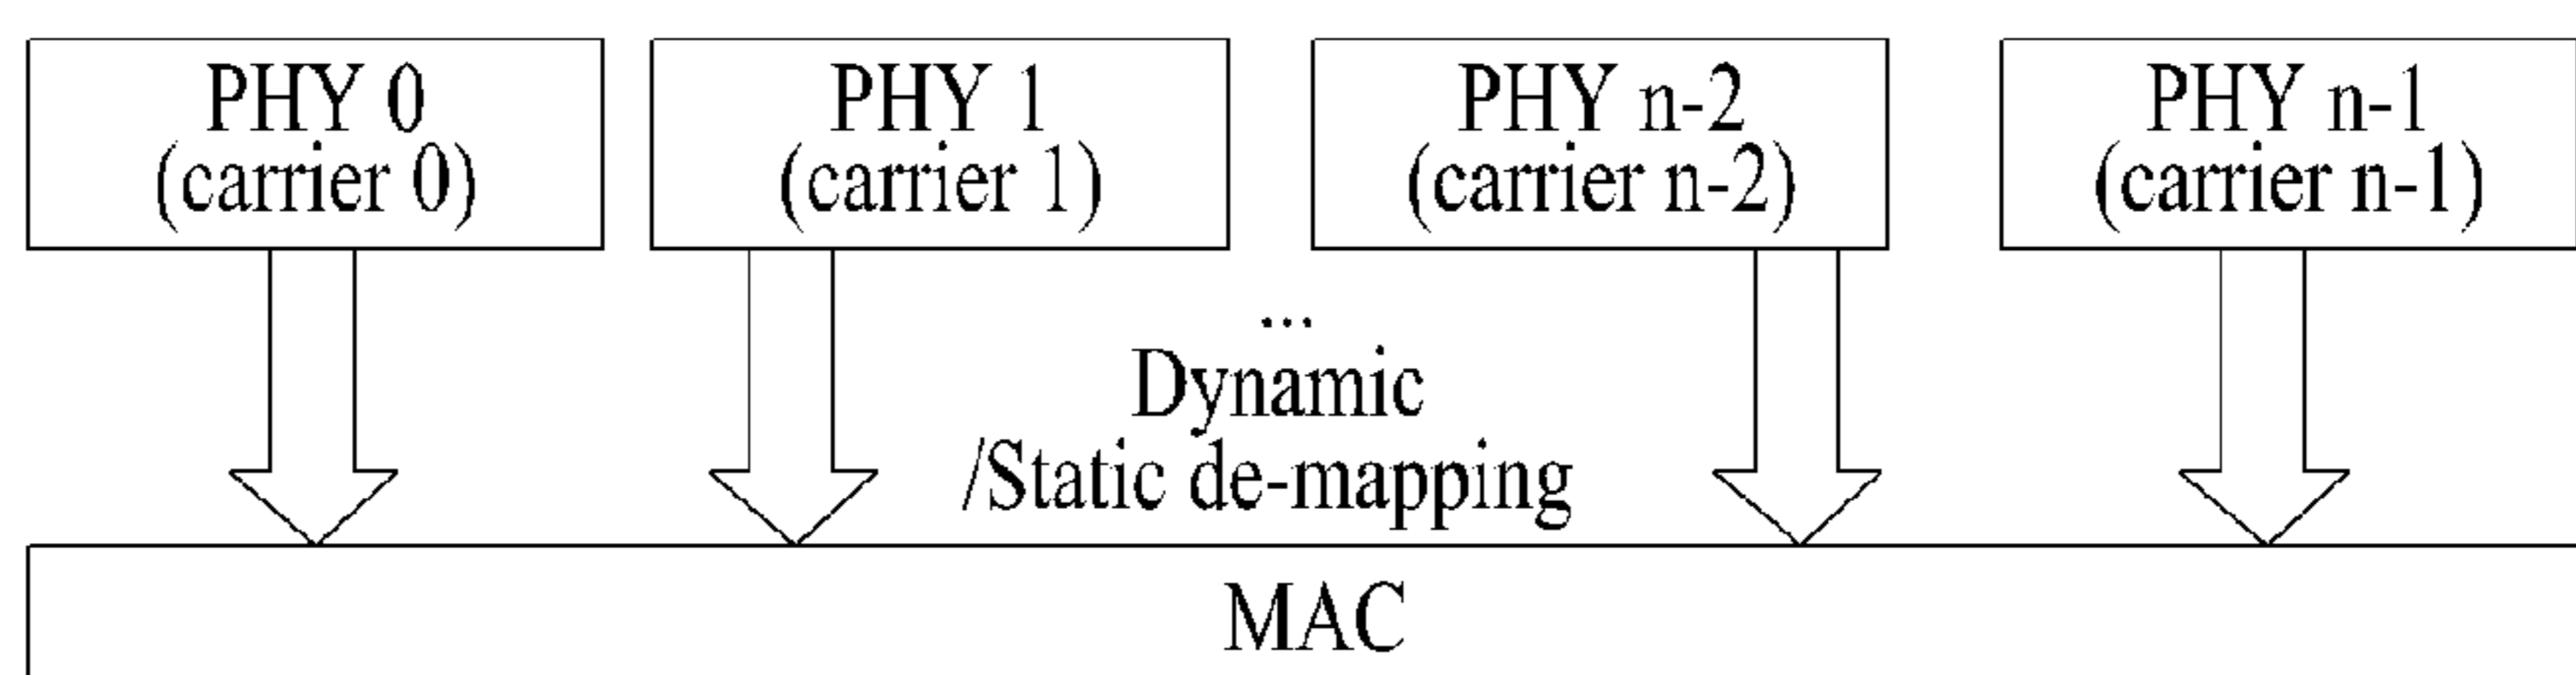 PHY 0
(carrier 0)
PHY 1
(carrier 1)
PHY n-2
(carrier n-2)
PHY n-1
(carrier n-1)
...
Dynamic
/Static de-mapping
MAC